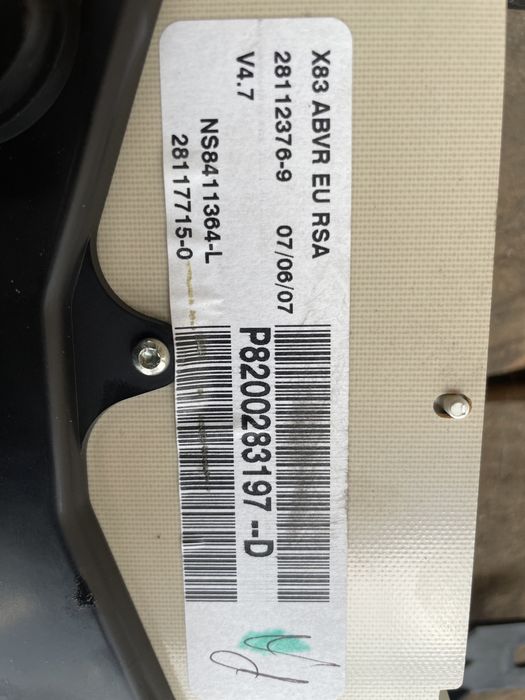 X83 ABVR EU RSA
28112376-9 07/06/07
V4.7
P8200283197 --D
NS8411364-L
28117715-0